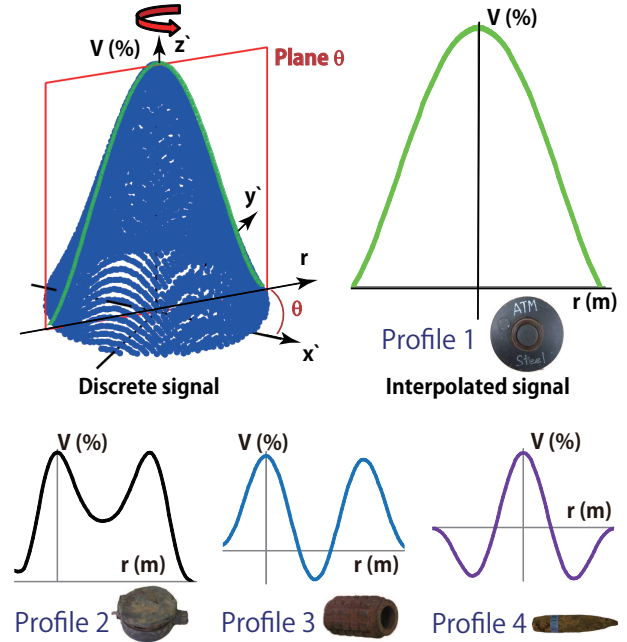 V (%)
z`
Plane θ
y`
r
θ
x`
Discrete signal
V (%)
r (m)
ATM
Steel
Profile 1
Interpolated signal
V (%)
r (m)
Profile 2
V (%)
r (m)
Profile 3
V (%)
r (m)
Profile 4